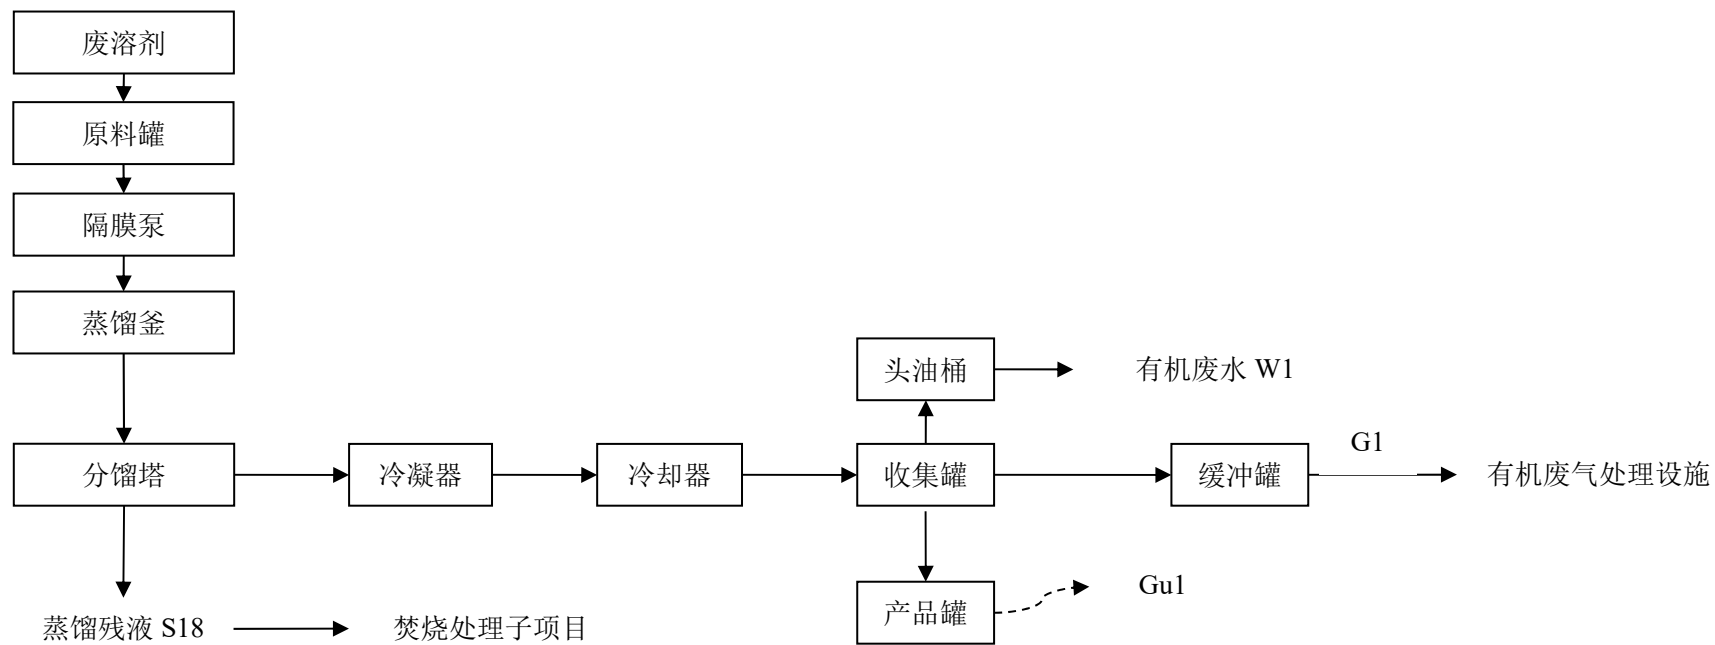 废溶剂
原料罐
隔膜泵
蒸馏釜
头油桶
有机废水 W1
分馏塔
冷凝器
冷却器
收集罐
缓冲罐
G1
有机废气处理设施
产品罐
Gu1
蒸馏残液 S18
焚烧处理子项目